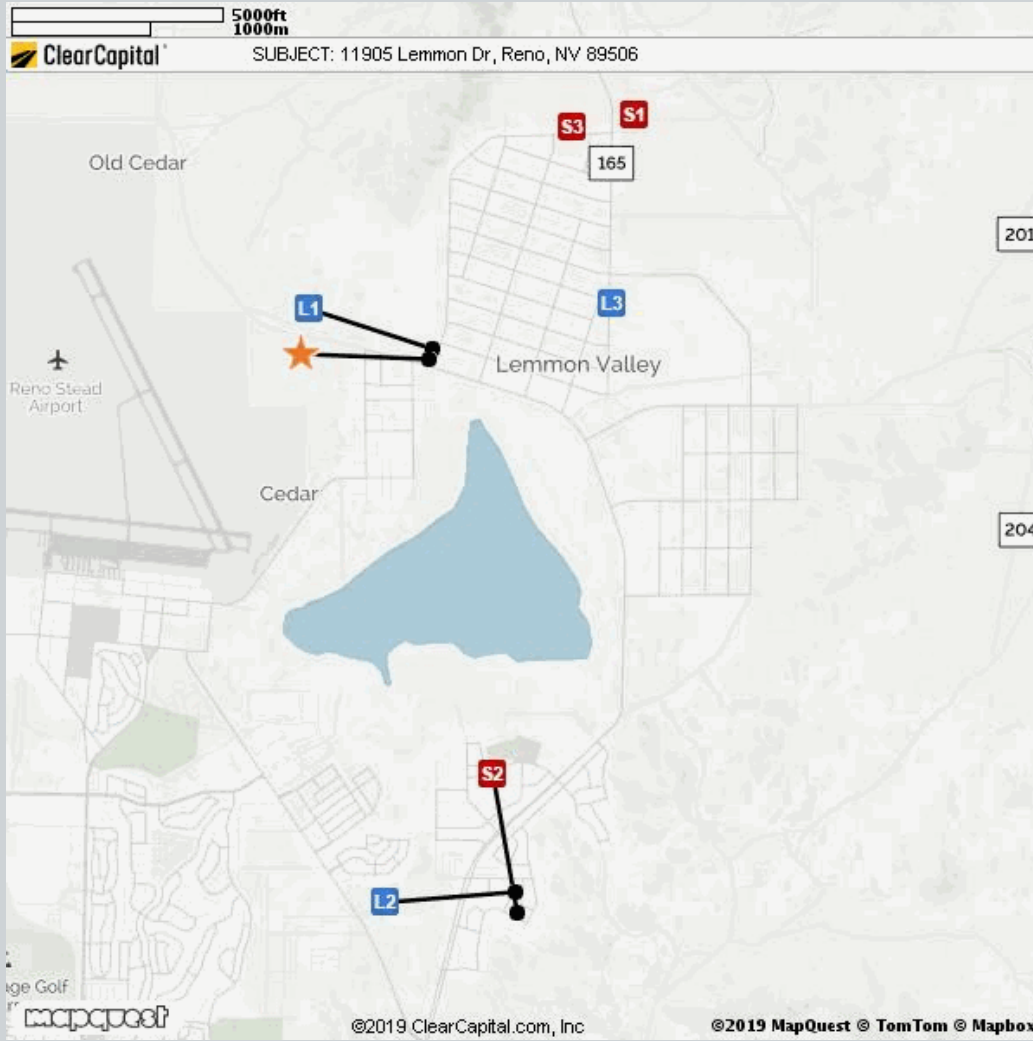 5000ft
1000m
ClearCapital
SUBJECT: 11905 Lemmon Dr, Reno, NV 89506
S3
S1
165
Old Cedar
201
L1
L3
Lemmon Valley
Reno Stead
Airport
Cedar
204
S2
L2
age Golf
mapquest
©2019 ClearCapital.com, Inc
©2019 MapQuest © TomTom © Mapbox